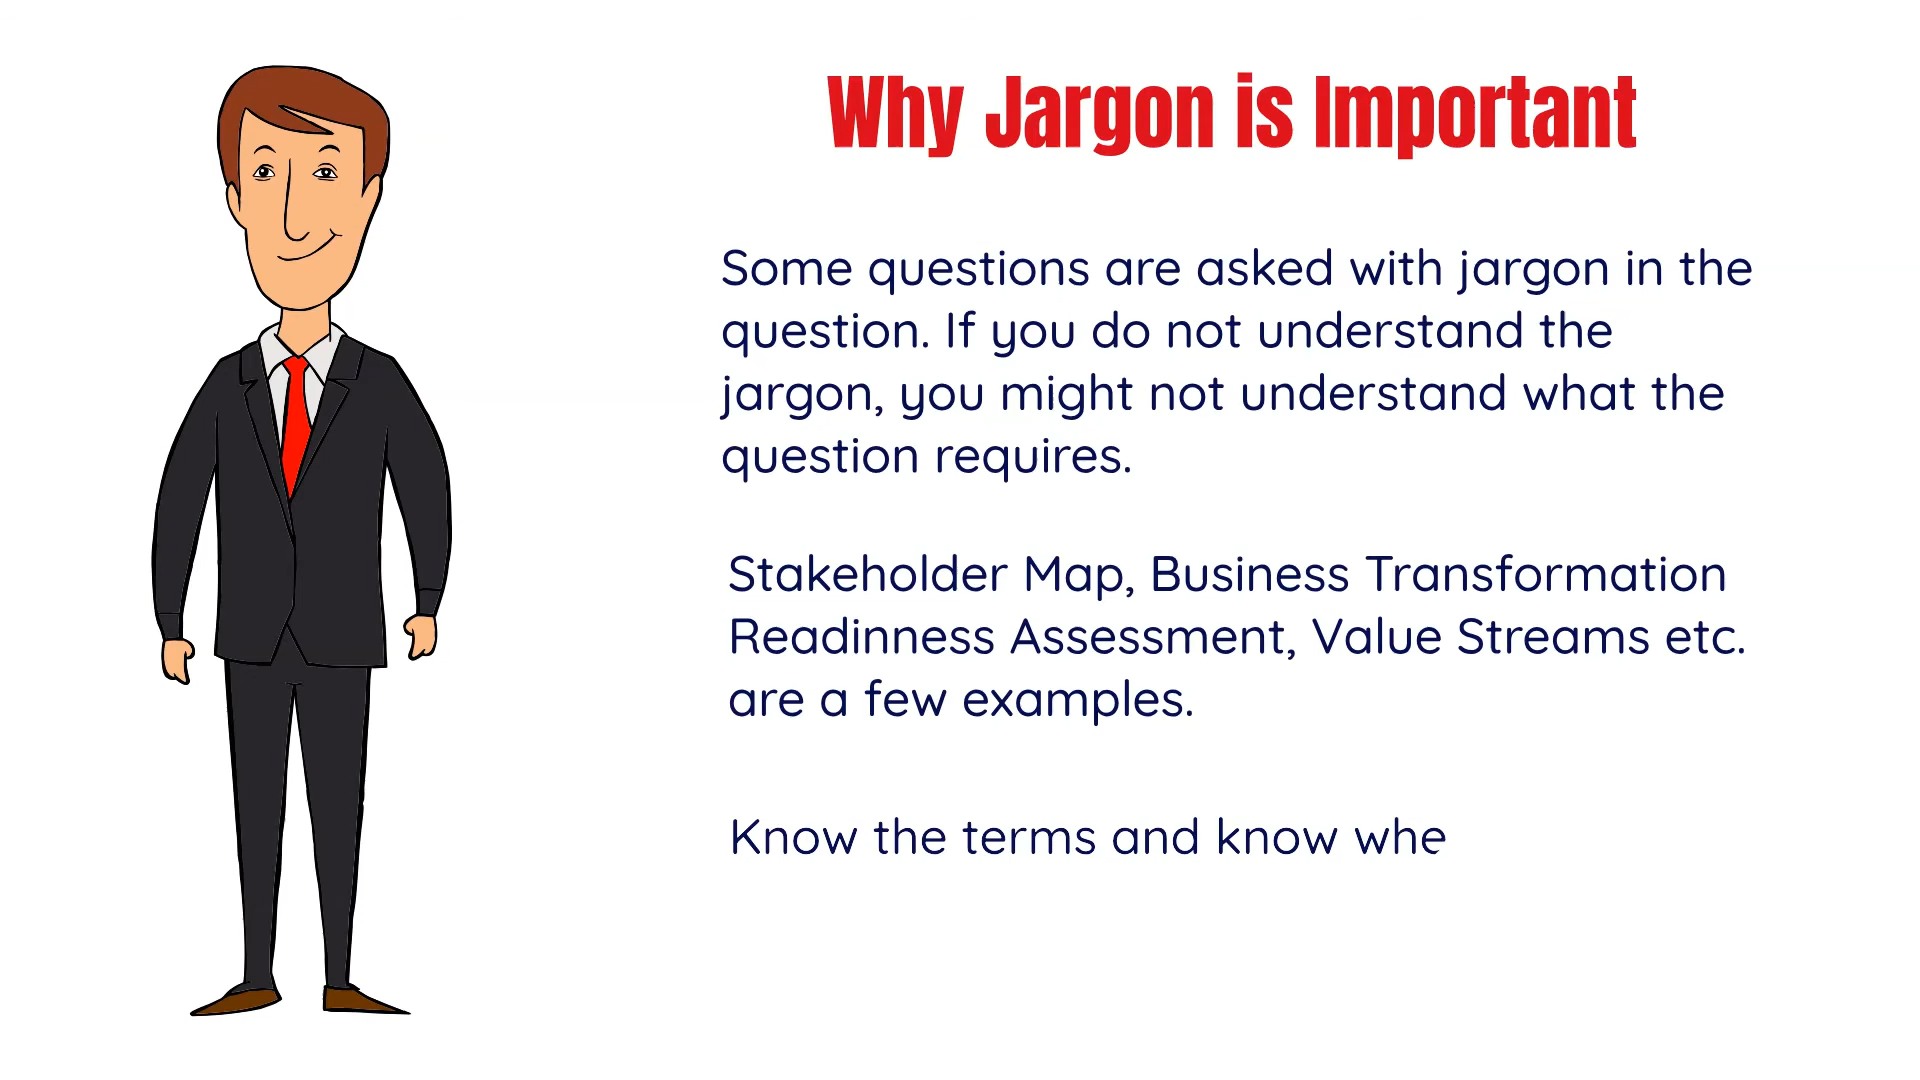 Why Jargon is Important
Some questions are asked with jargon in the
question. If you do not understand the
jargon, you might not understand what the
question requires.
Stakeholder Map, Business Transformation
Readinness Assessment, Value Streams etc.
are a few examples.
Know the terms and know whe